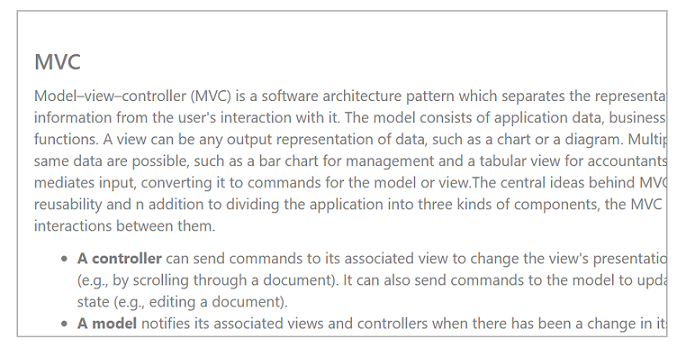 MVC
Model–view–controller (MVC) is a software architecture pattern which separates the representa
information from the user's interaction with it. The model consists of application data, business
functions. A view can be any output representation of data, such as a chart or a diagram. Multip
same data are possible, such as a bar chart for management and a tabular view for accountants
mediates input, converting it to commands for the model or view.The central ideas behind MVC
reusability and n addition to dividing the application into three kinds of components, the MVC
interactions between them.
• A controller can send commands to its associated view to change the view's presentatio
(e.g., by scrolling through a document). It can also send commands to the model to upda
state (e.g., editing a document).
• A model notifies its associated views and controllers when there has been a change in it